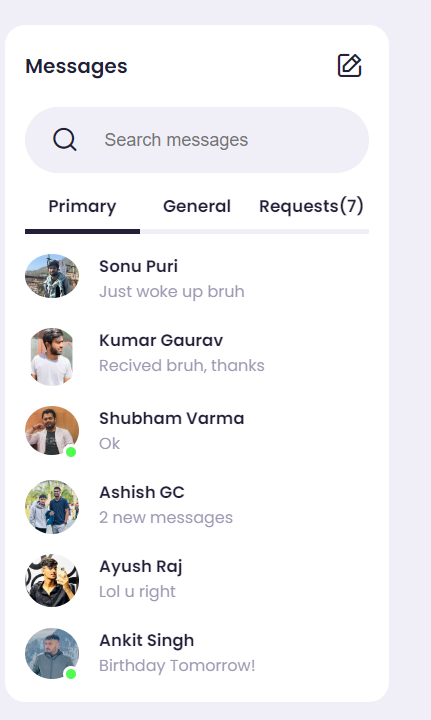 Messages
Search messages
Primary General Requests(7)
Sonu Puri
Just woke up bruh
Kumar Gaurav
Recived bruh, thanks
Shubham Varma
Ok
Ashish GC
2 new messages
Ayush Raj
Lol u right
Ankit Singh
Birthday Tomorrow!